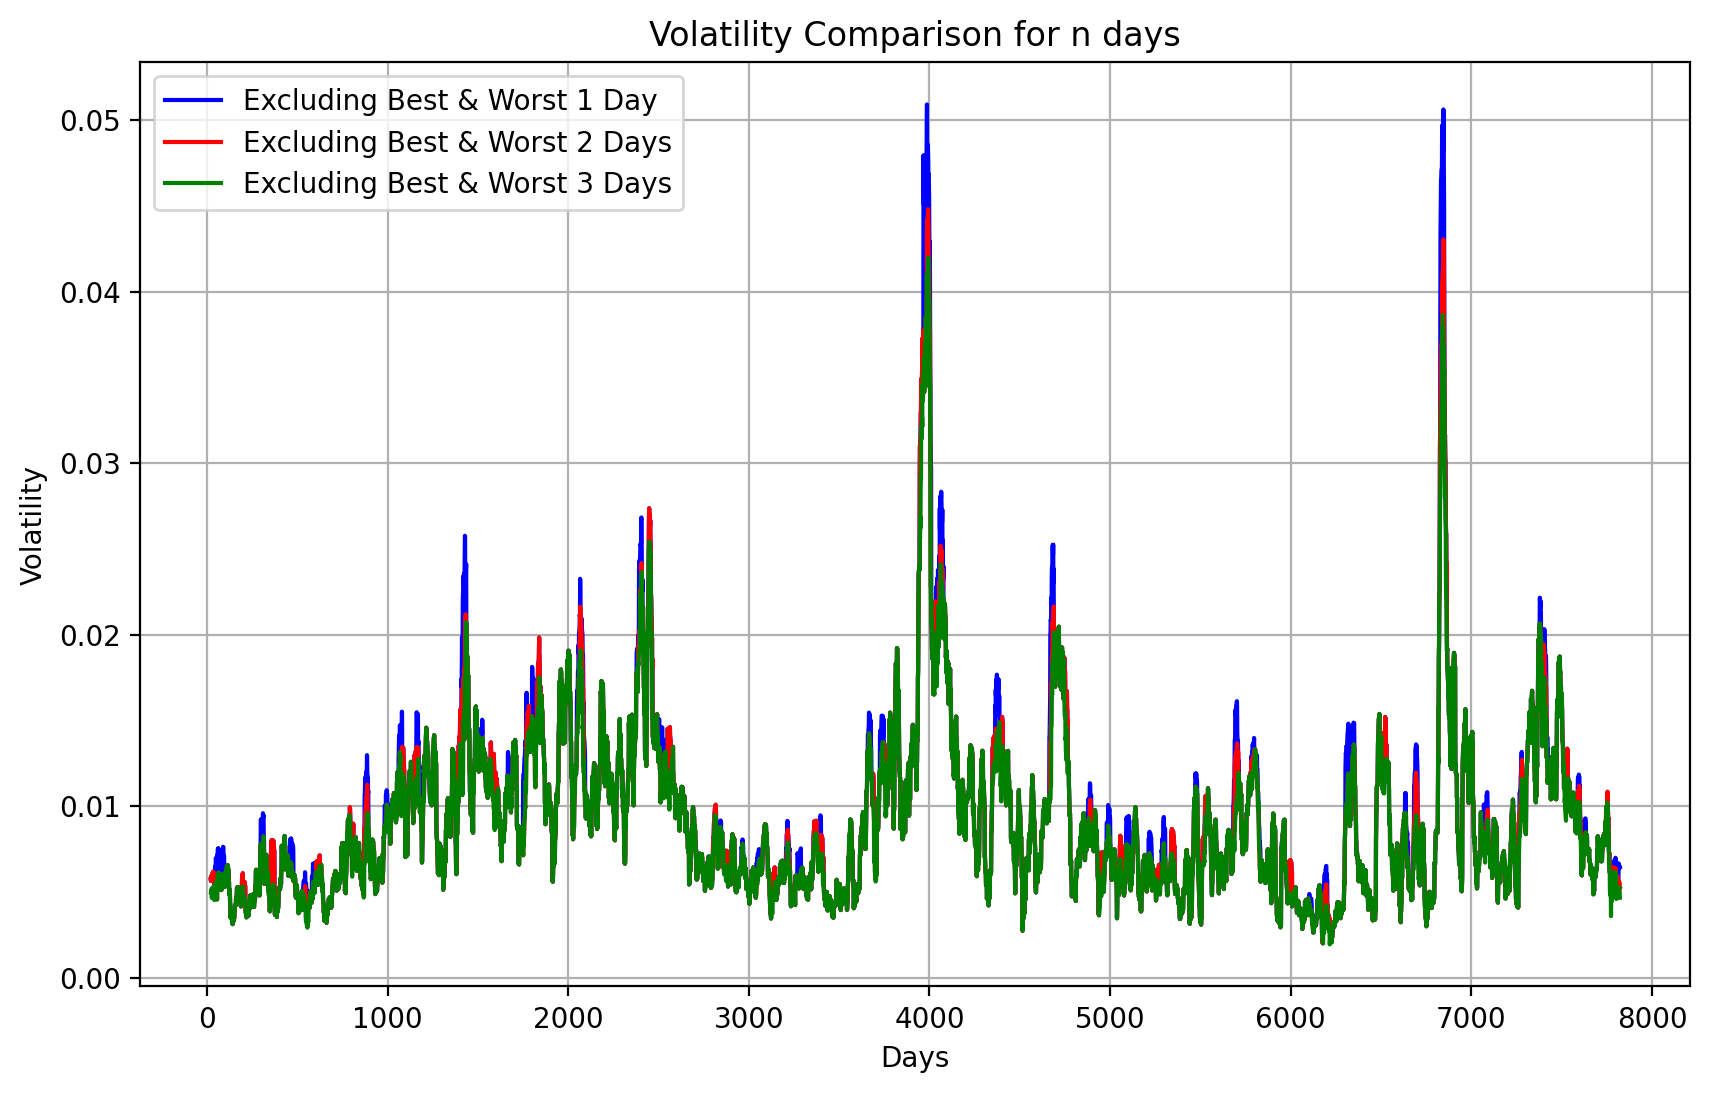 Volatility Comparison for n days
Excluding Best & Worst 1 Day
Excluding Best & Worst 2 Days
Excluding Best & Worst 3 Days
0.05
0.04
0.03
0.02
0.01
0.00
Volatility
0 1000 2000 3000 4000 5000 6000 7000 8000
Days